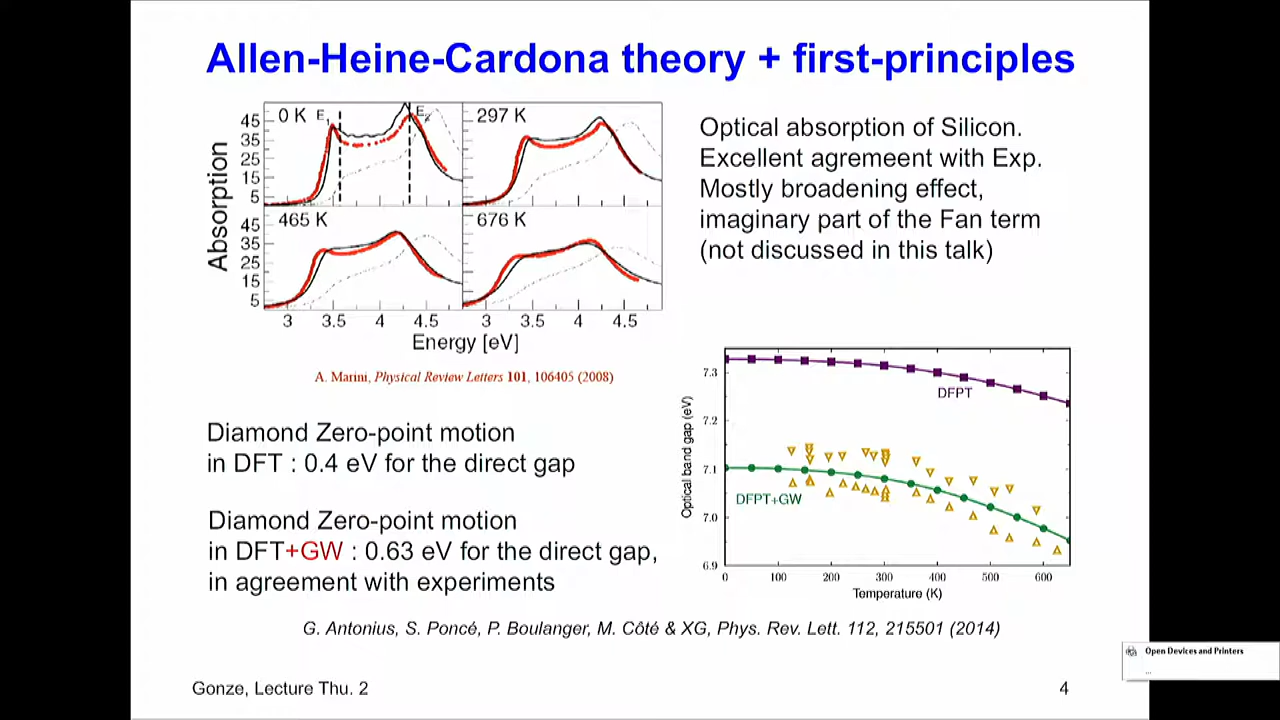 Allen-Heine-Cardona theory + first-principles
Absorption
45
35
25
15
5
0 K
E1
297 K
45
35
25
15
5
465 K
676 K
3
3.5
4
4.5
3
3.5
4
4.5
Energy [eV]
A. Marini, Physical Review Letters 101, 106405 (2008)
Optical absorption of Silicon.
Excellent agreement with Exp.
Mostly broadening effect,
imaginary part of the Fan term
(not discussed in this talk)
Diamond Zero-point motion
in DFT : 0.4 eV for the direct gap
Diamond Zero-point motion
in DFT+GW : 0.63 eV for the direct gap,
in agreement with experiments
Optical band gap (eV)
7.3
7.2
7.1
7.0
6.9
DFPT
DFPT+GW
0
100
200
300
400
500
600
Temperature (K)
G. Antonius, S. Poncé, P. Boulanger, M. Côté & XG, Phys. Rev. Lett. 112, 215501 (2014)
Open Devices and Printers
...
Gonze, Lecture Thu. 2
4